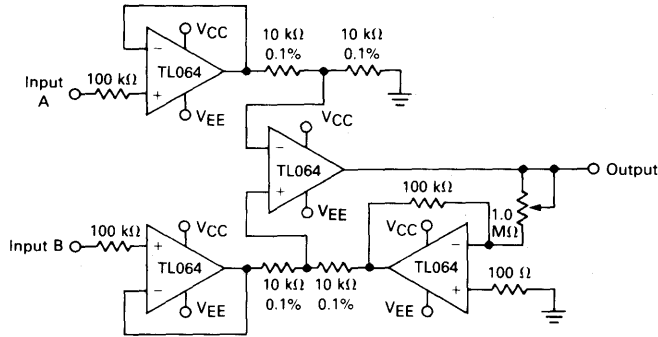 VCC
10 kΩ
0.1%
10 kΩ
0.1%
−
TL064
+
Input
A
100 kΩ
VEE
VCC
−
TL064
+
VEE
Output
100 kΩ
1.0
MΩ
Input B
100 kΩ
VCC
+
TL064
−
VEE
10 kΩ
0.1%
10 kΩ
0.1%
VCC
−
TL064
+
VEE
100 Ω